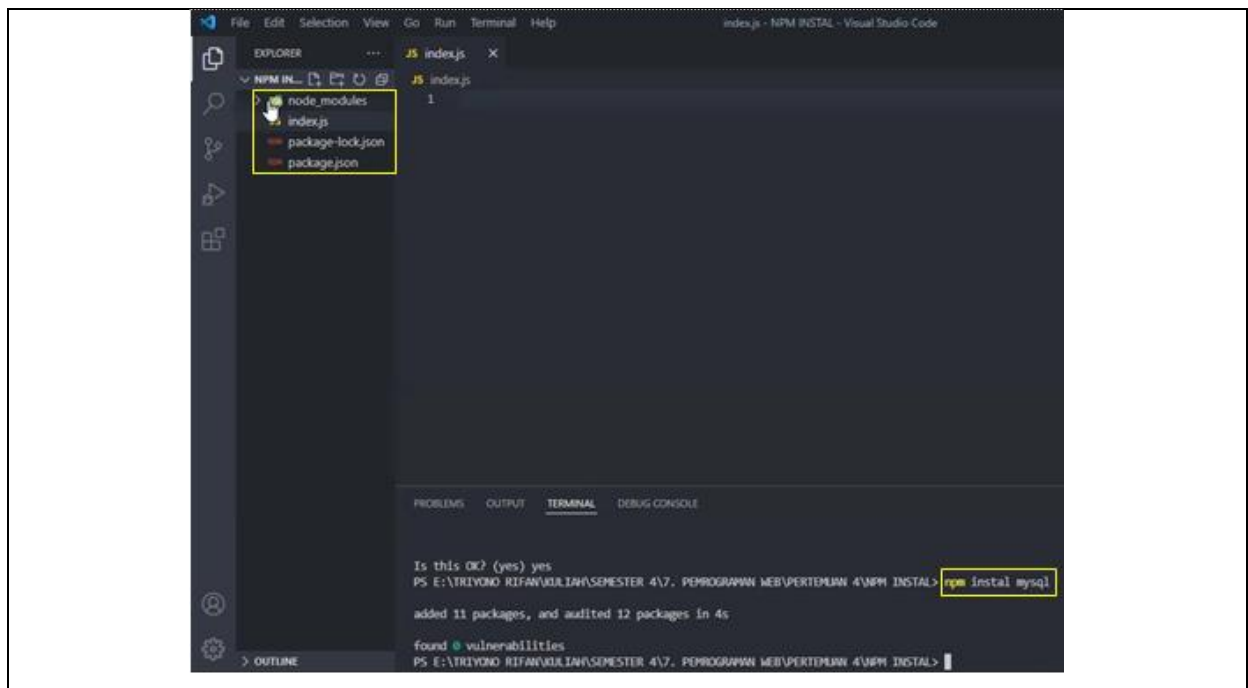 File Edit Selection View Go Run Terminal Help index.js - NPM INSTAL - Visual Studio Code
EXPLORER ... JS index.js ×
NPM IN... JS index.js
node_modules 1
index.js
package-lock.json
package.json
PROBLEMS OUTPUT TERMINAL DEBUG CONSOLE
Is this OK? (yes) yes
PS E:\TRIYONO RIFAN\KULIAH\SEMESTER 4\7. PEMROGRAMAN WEB\PERTEMUAN 4\NPM INSTAL> npm instal mysql
added 11 packages, and audited 12 packages in 4s
found 0 vulnerabilities
PS E:\TRIYONO RIFAN\KULIAH\SEMESTER 4\7. PEMROGRAMAN WEB\PERTEMUAN 4\NPM INSTAL>
OUTLINE